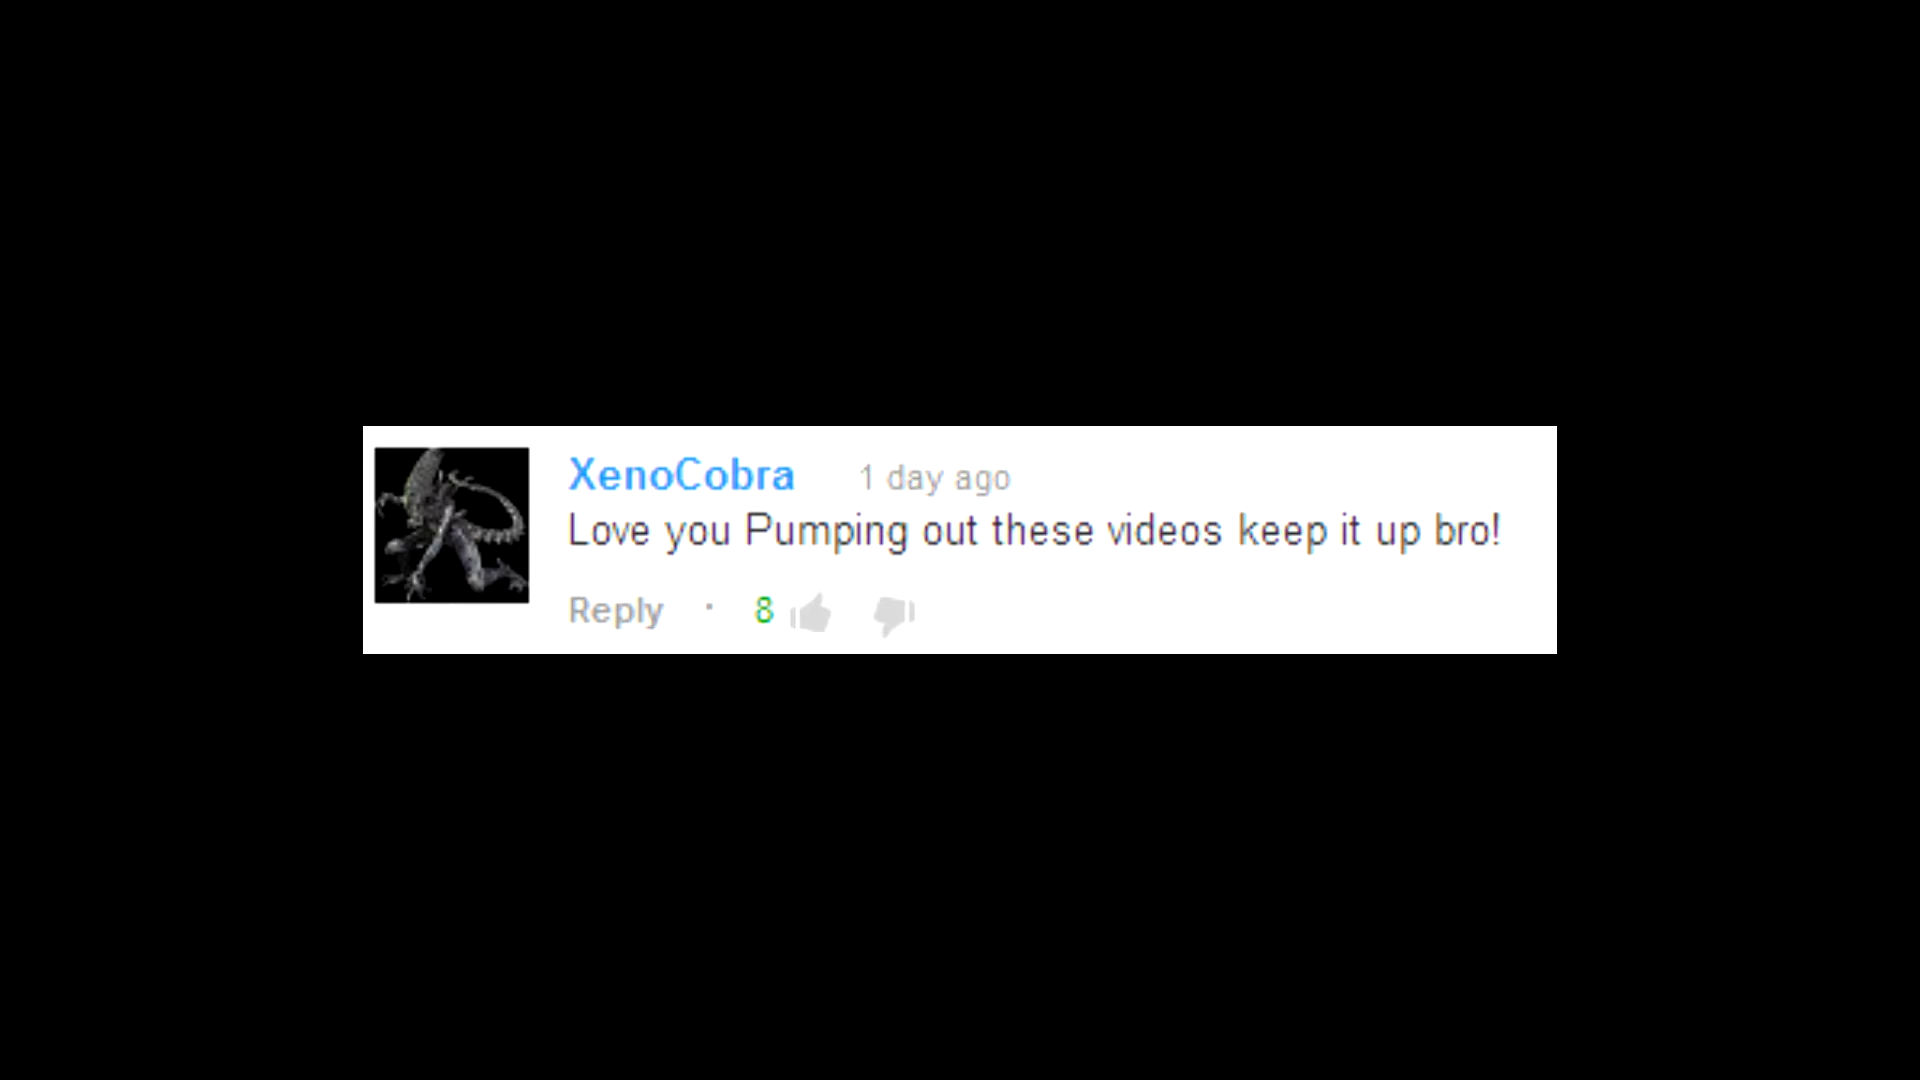 XenoCobra 1 day ago
Love you Pumping out these videos keep it up bro!
Reply · 8